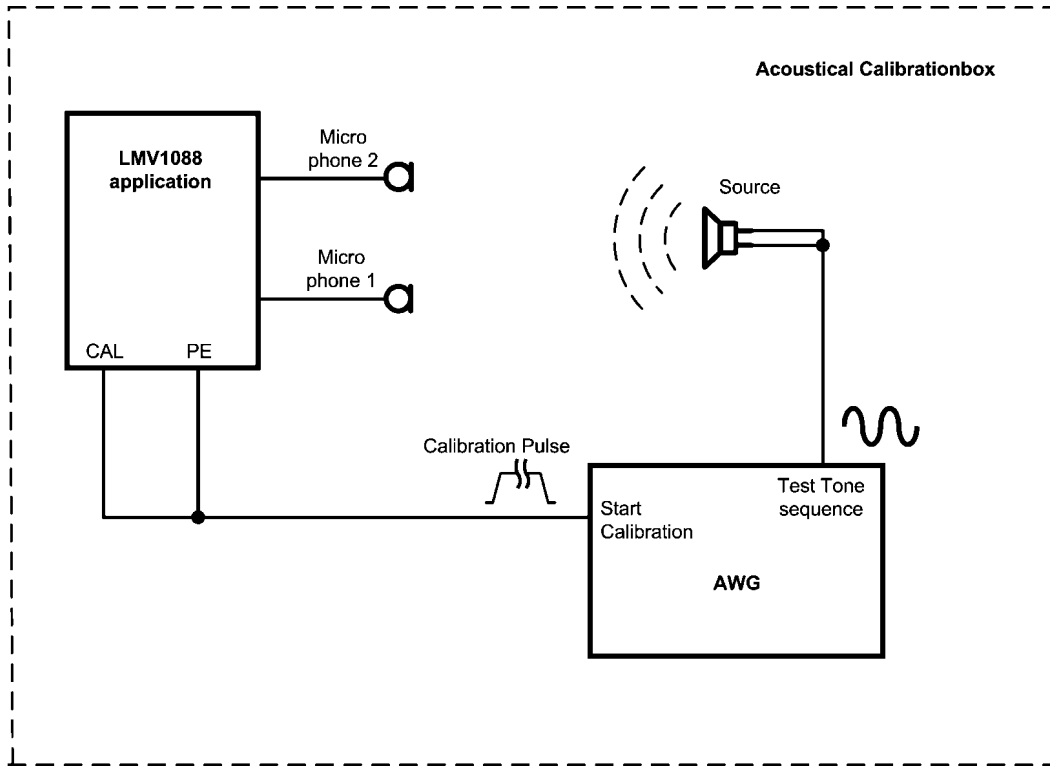 Acoustical Calibrationbox
LMV1088
application
Micro
phone 2
Micro
phone 1
CAL
PE
Source
Calibration Pulse
Start
Calibration
Test Tone
sequence
AWG